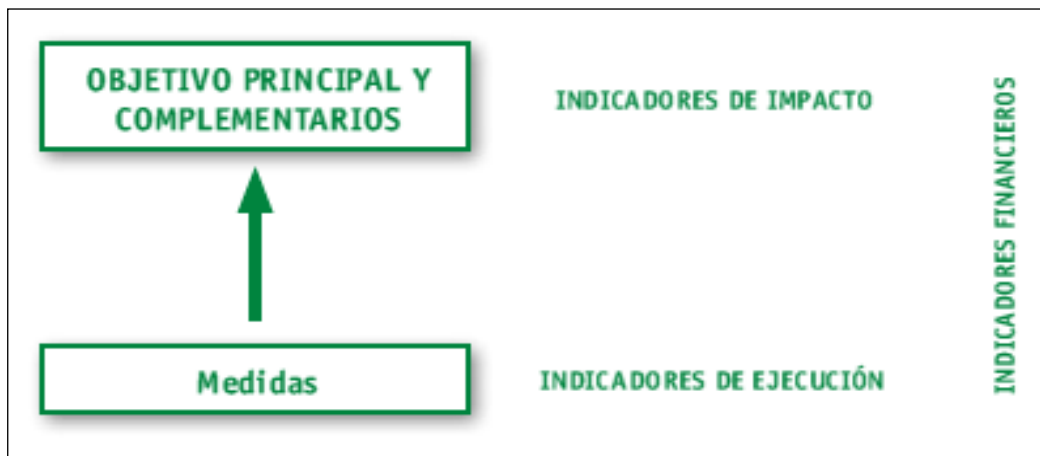 OBJETIVO PRINCIPAL Y
COMPLEMENTARIOS
INDICADORES DE IMPACTO
Medidas
INDICADORES DE EJECUCIÓN
INDICADORES FINANCIEROS